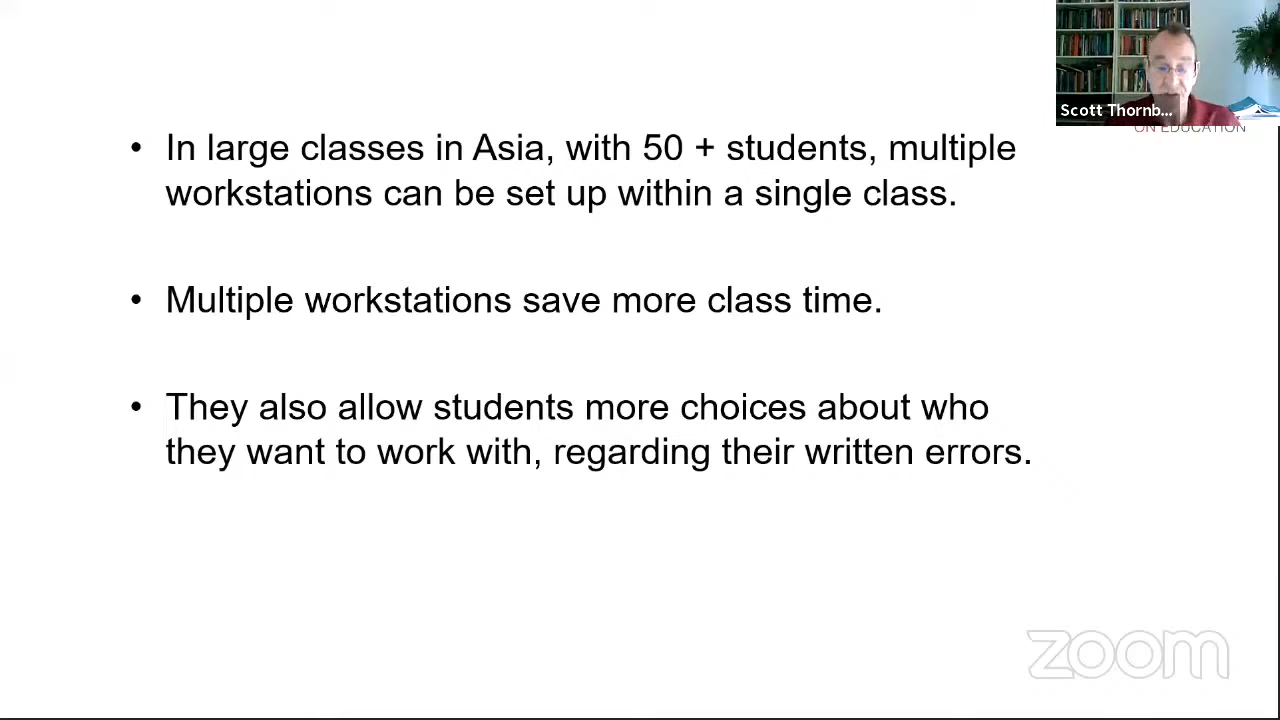 Scott Thornb...
ON EDUCATION
• In large classes in Asia, with 50 + students, multiple
workstations can be set up within a single class.
• Multiple workstations save more class time.
• They also allow students more choices about who
they want to work with, regarding their written errors.
zoom